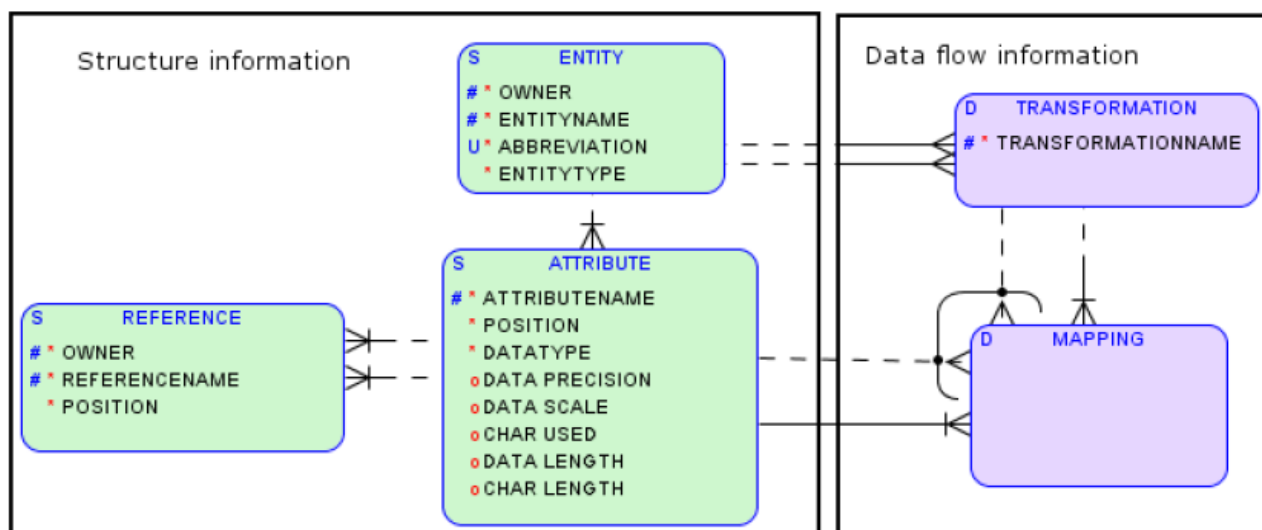 Structure information
S ENTITY
# * OWNER
# * ENTITYNAME
U * ABBREVIATION
* ENTITYTYPE
S ATTRIBUTE
# * ATTRIBUTENAME
* POSITION
* DATATYPE
o DATA PRECISION
o DATA SCALE
o CHAR USED
o DATA LENGTH
o CHAR LENGTH
S REFERENCE
# * OWNER
# * REFERENCENAME
* POSITION
Data flow information
D TRANSFORMATION
# * TRANSFORMATIONNAME
D MAPPING